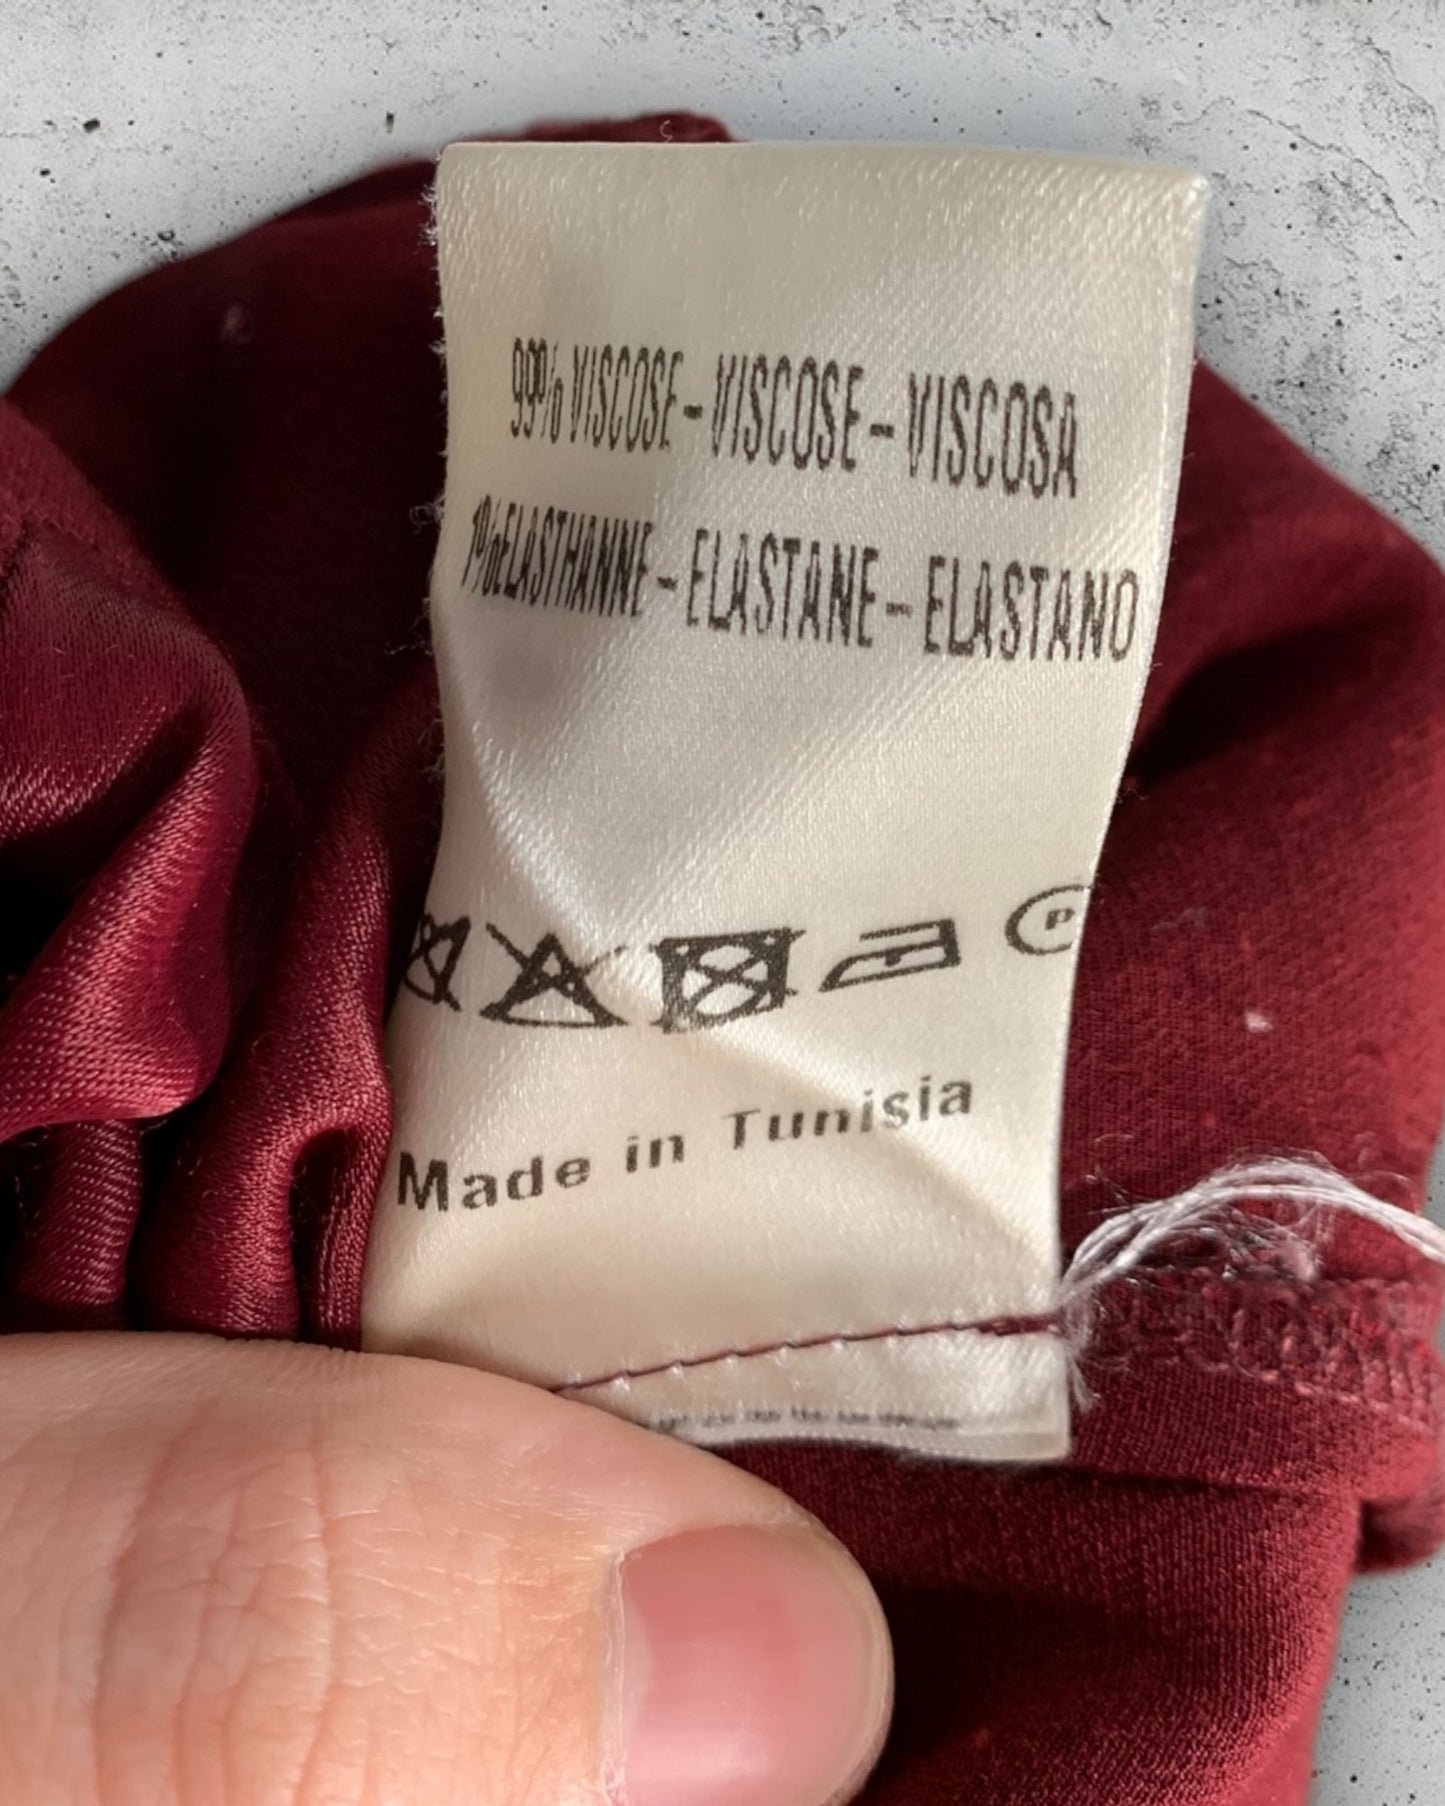 99% VISCOSE - VISCOSE - VISCOSA
1% ELASTHANNE - ELASTANE - ELASTANO
P
Made in Tunisia